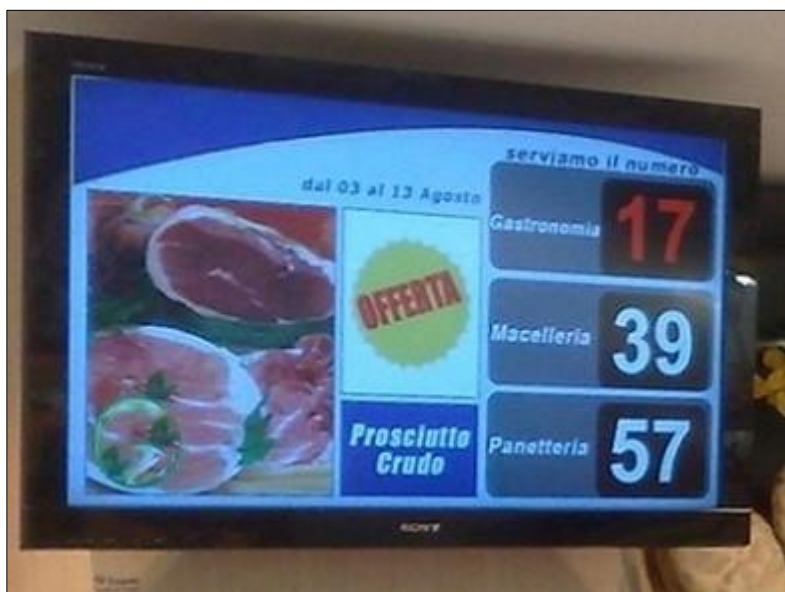 serviamo il numero
dal 03 al 13 Agosto
Gastronomia 17
OFFERTA
Macelleria 39
Prosciutto
Crudo
Panetteria 57
SONY